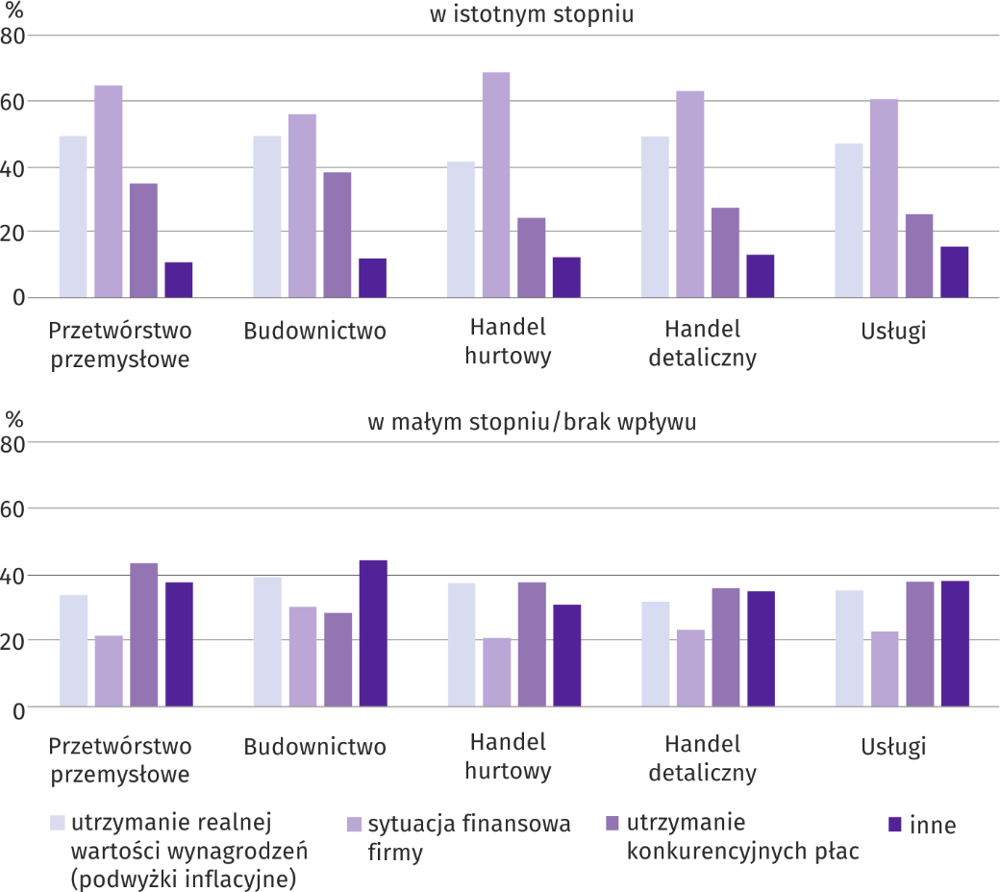 %
w istotnym stopniu
80
60
40
20
0
Przetwórstwo
przemysłowe
Budownictwo
Handel
hurtowy
Handel
detaliczny
Usługi
%
w małym stopniu/brak wpływu
80
60
40
20
0
Przetwórstwo
przemysłowe
Budownictwo
Handel
hurtowy
Handel
detaliczny
Usługi
utrzymanie realnej
wartości wynagrodzeń
(podwyżki inflacyjne)
sytuacja finansowa
firmy
utrzymanie
konkurencyjnych płac
inne